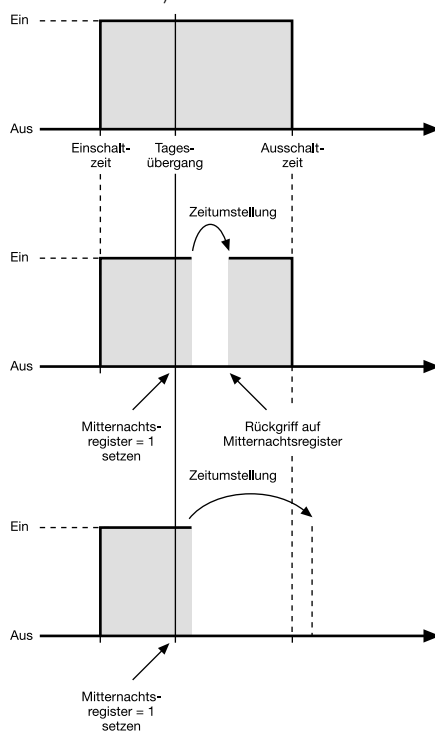 Ein
Aus
Einschalt-
zeit
Tages-
übergang
Ausschalt-
zeit
Zeitumstellung
Ein
Aus
Mitternachts-
register = 1
setzen
Rückgriff auf
Mitternachtsregister
Zeitumstellung
Ein
Aus
Mitternachts-
register = 1
setzen